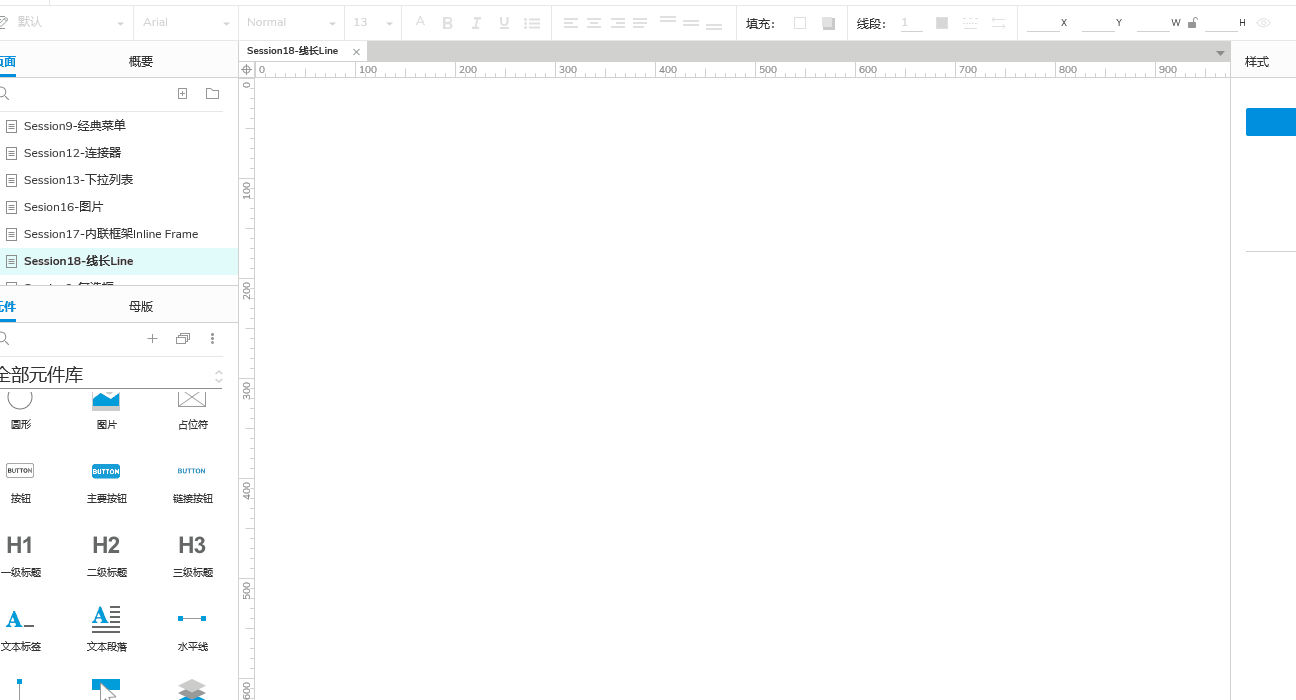 默认 Arial Normal 13 A B I U 填充: 线段: 1 X Y W H
页面 概要 Session18-线长Line 样式
0 100 200 300 400 500 600 700 800 900
0
Session9-经典菜单
Session12-连接器
Session13-下拉列表
100
Sesion16-图片
Session17-内联框架Inline Frame
Session18-线长Line
200
元件 母版
全部元件库
300
圆形 图片 占位符
BUTTON BUTTON BUTTON
400
按钮 主要按钮 链接按钮
H1 H2 H3
一级标题 二级标题 三级标题
500
A A
文本标签 文本段落 水平线
600